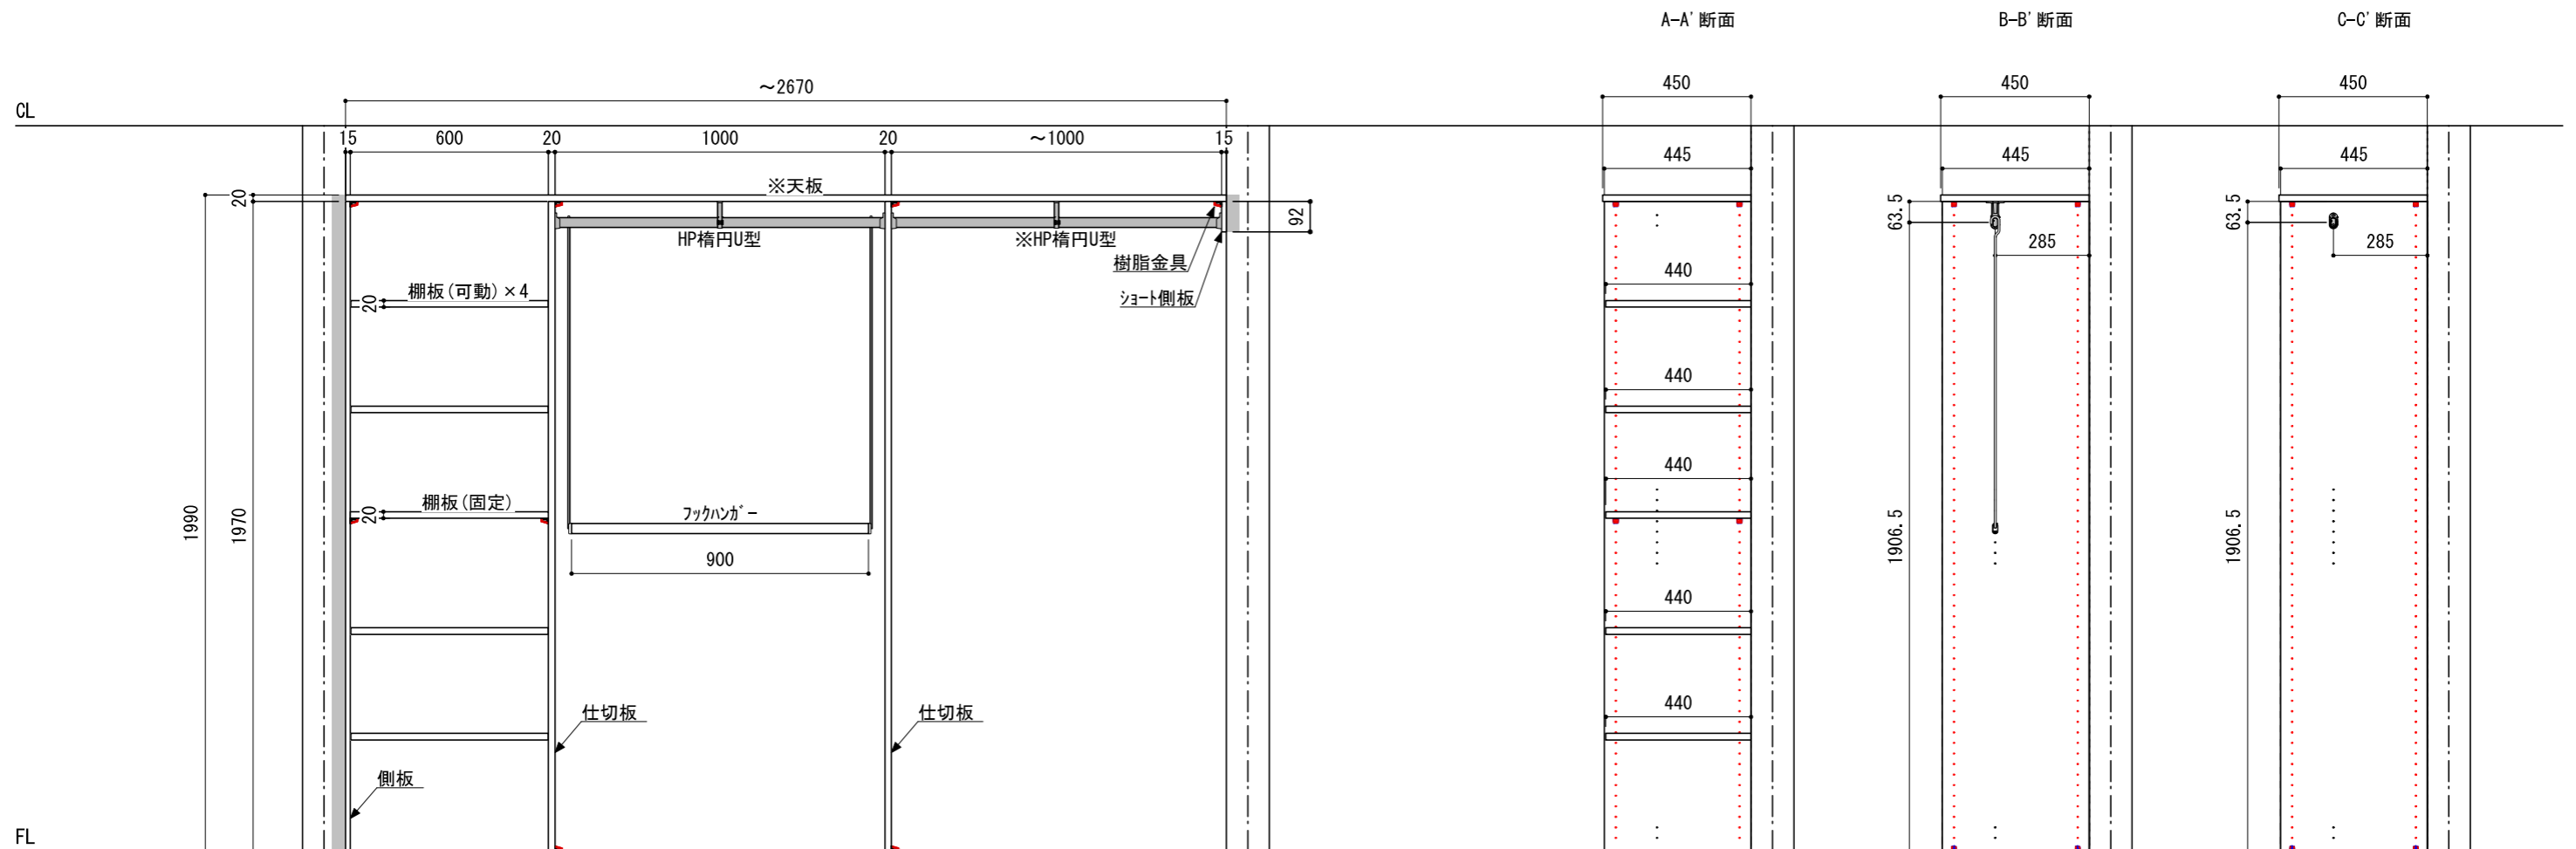 A-A' 断面
B-B' 断面
C-C' 断面
～2670
450
450
450
CL
15
600
20
1000
20
～1000
15
445
445
445
※天板
20
92
63.5
63.5
HP楕円U型
※HP楕円U型
285
285
樹脂金具
440
棚板(可動)×4
20
ｼｮｰﾄ側板
440
440
棚板(固定)
20
ﾌｯｸﾊﾝｶﾞｰ
1990
1970
1906.5
1906.5
900
440
440
仕切板
仕切板
側板
FL